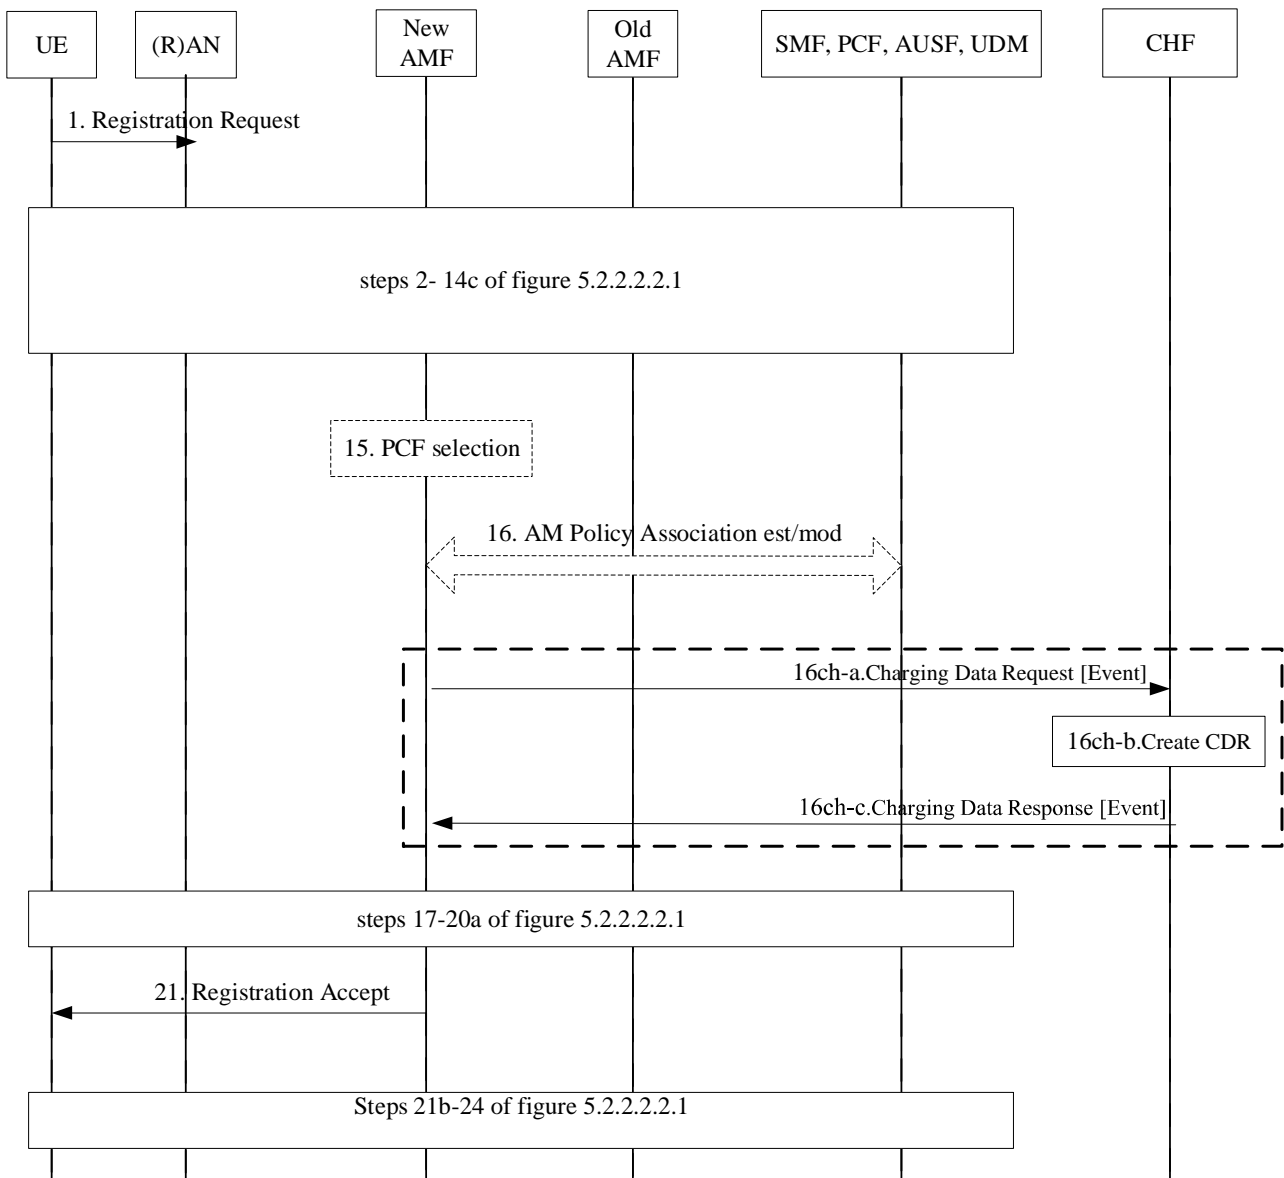 UE
(R)AN
New
AMF
Old
AMF
SMF, PCF, AUSF, UDM
CHF
1. Registration Request
steps 2- 14c of figure 5.2.2.2.2.1
15. PCF selection
16. AM Policy Association est/mod
16ch-a.Charging Data Request [Event]
16ch-b.Create CDR
16ch-c.Charging Data Response [Event]
steps 17-20a of figure 5.2.2.2.2.1
21. Registration Accept
Steps 21b-24 of figure 5.2.2.2.2.1